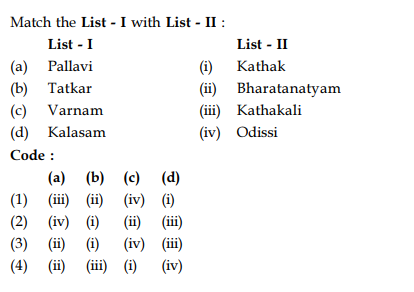 Match the List - I with List - II :
List - I List - II
(a) Pallavi (i) Kathak
(b) Tatkar (ii) Bharatanatyam
(c) Varnam (iii) Kathakali
(d) Kalasam (iv) Odissi
Code :
(a) (b) (c) (d)
(1) (iii) (ii) (iv) (i)
(2) (iv) (i) (ii) (iii)
(3) (ii) (i) (iv) (iii)
(4) (ii) (iii) (i) (iv)